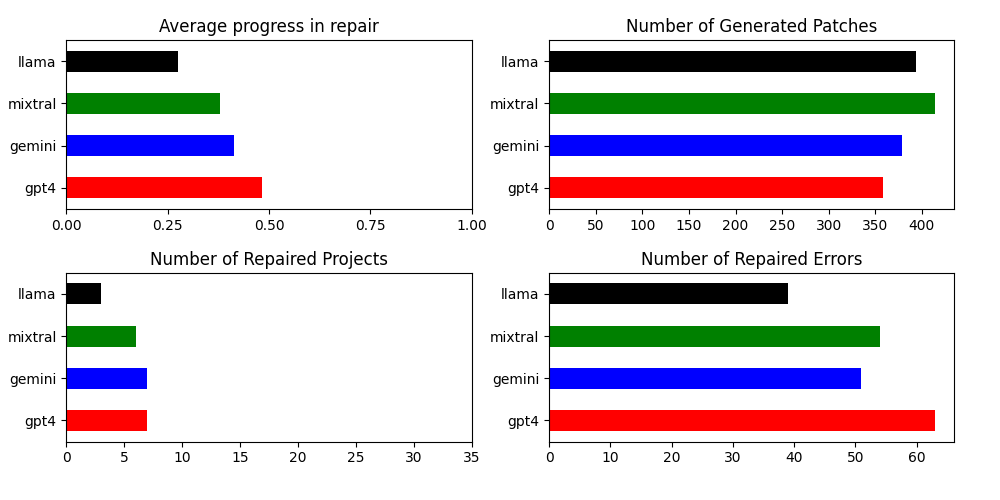 Average progress in repair
llama
mixtral
gemini
gpt4
0.00 0.25 0.50 0.75 1.00
Number of Generated Patches
llama
mixtral
gemini
gpt4
0 50 100 150 200 250 300 350 400
Number of Repaired Projects
llama
mixtral
gemini
gpt4
0 5 10 15 20 25 30 35
Number of Repaired Errors
llama
mixtral
gemini
gpt4
0 10 20 30 40 50 60